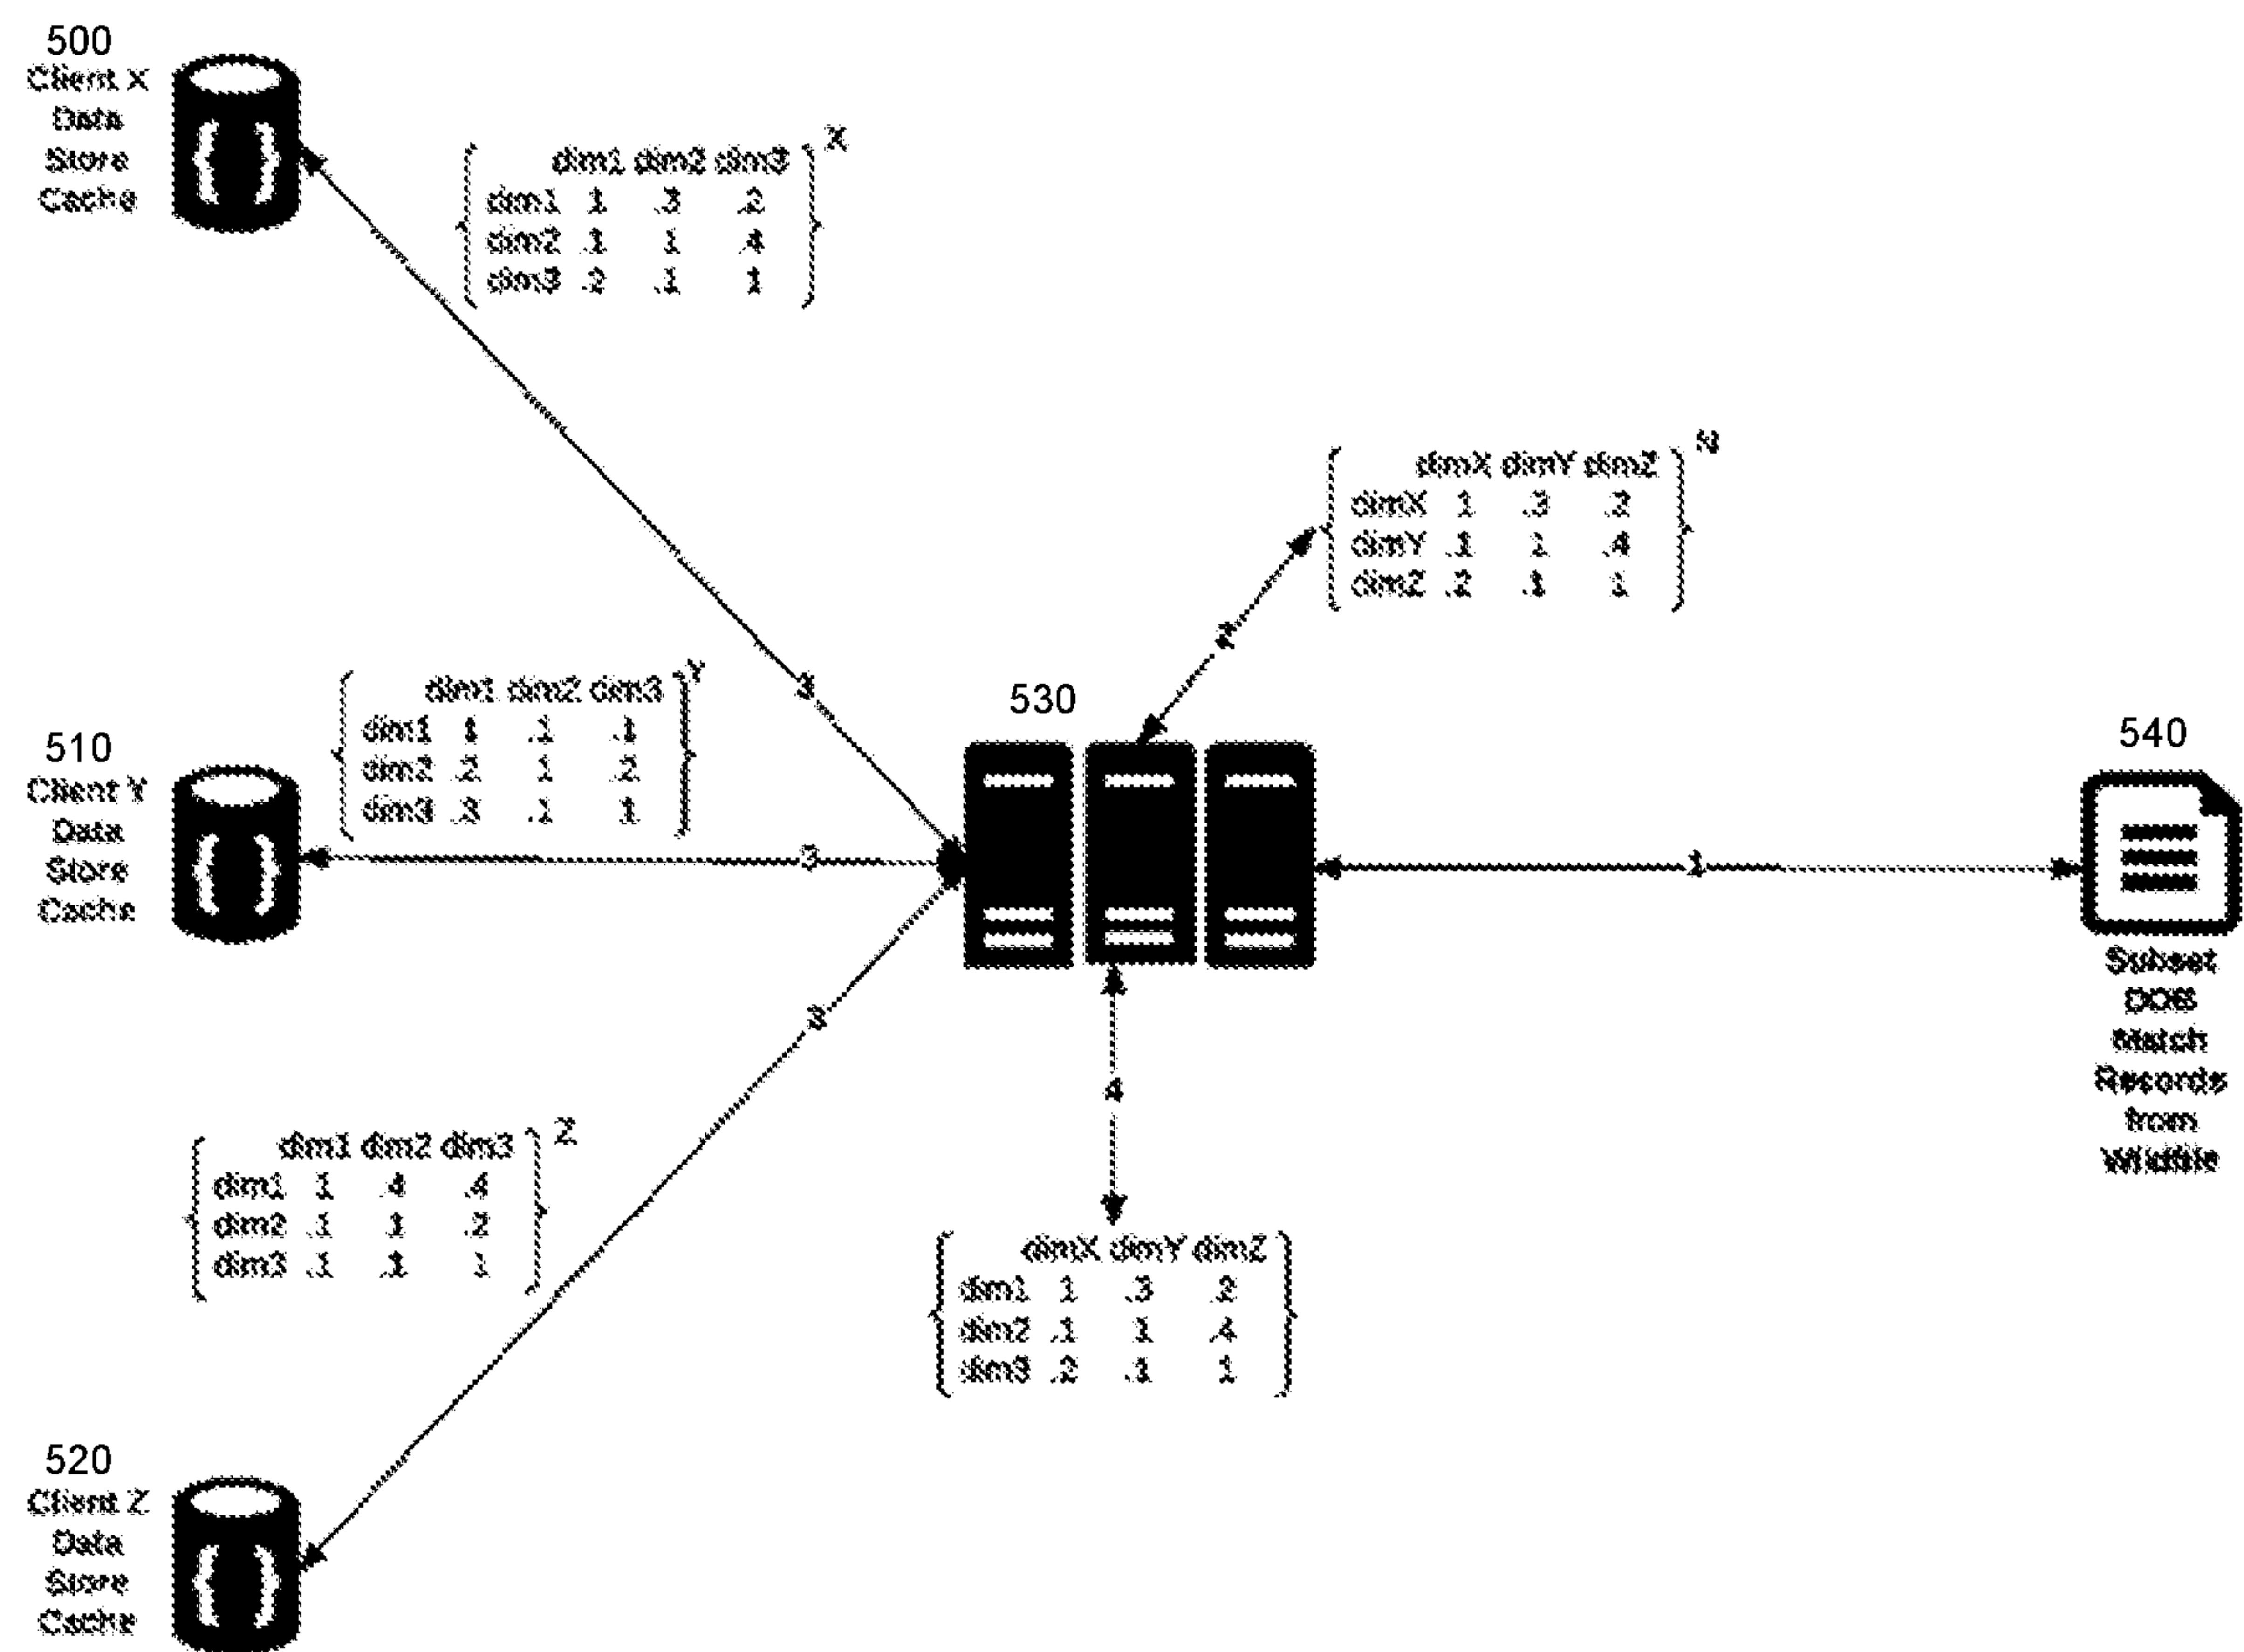 500
Client X
Data
Store
Cache
X
dim1 dim2 dim3
dim1 1 .3 .2
dim2 .1 1 .4
dim3 .2 .1 1
N
dimX dimY dimZ
dimX 1 .3 .2
dimY .1 1 .4
dimZ .2 .1 1
2
3
510
Client Y
Data
Store
Cache
Y
dim1 dim2 dim3
dim1 1 .1 .1
dim2 .2 1 .2
dim3 .3 .1 1
3
530
1
540
Subset
DOB
Match
Records
from
3
4
Z
dim1 dim2 dim3
dim1 1 .4 .4
dim2 .1 1 .2
dim3 .1 .1 1
dimX dimY dimZ
dim1 1 .3 .2
dim2 .1 1 .4
dim3 .2 .1 1
520
Client Z
Data
Store
Cache